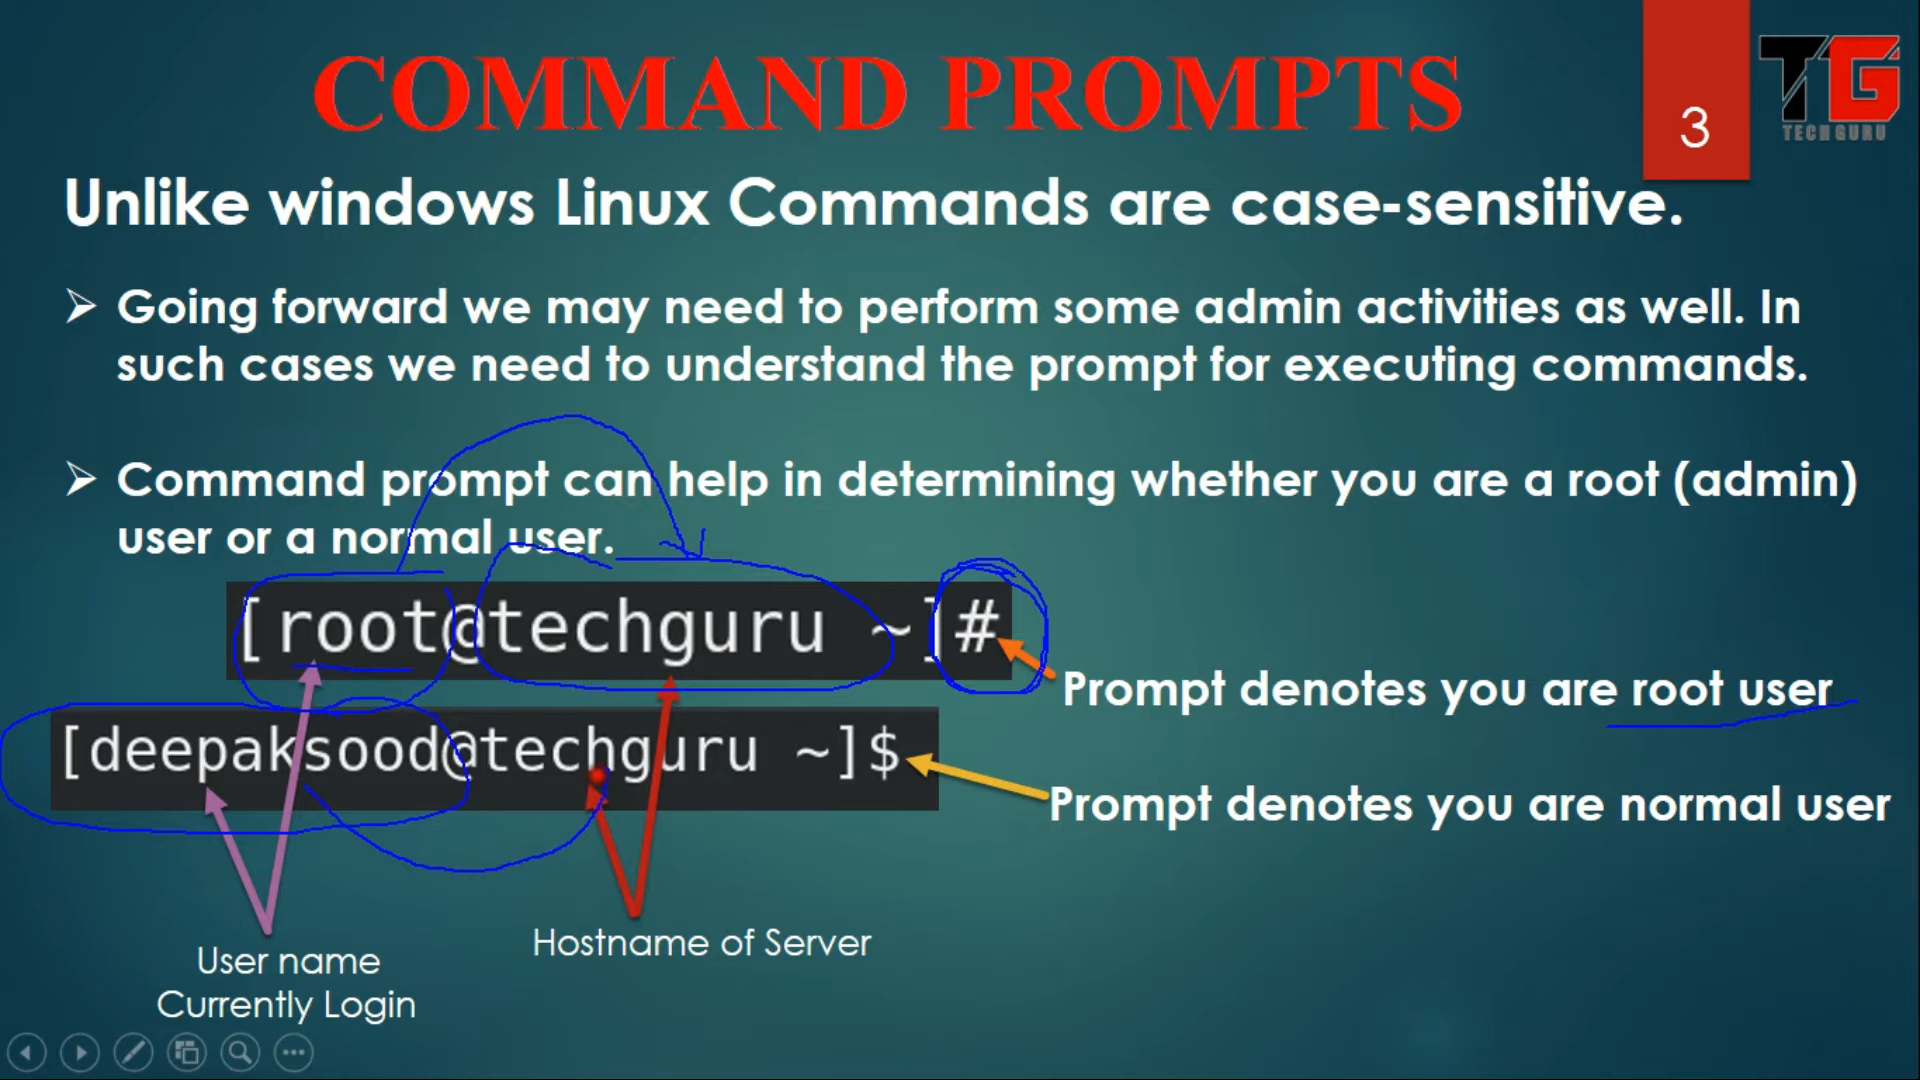 COMMAND PROMPTS
3
TG
TECHGURU
Unlike windows Linux Commands are case-sensitive.
Going forward we may need to perform some admin activities as well. In
such cases we need to understand the prompt for executing commands.
Command prompt can help in determining whether you are a root (admin)
user or a normal user.
[root@techguru ~]#
Prompt denotes you are root user
[deepaksood@techguru ~]$
Prompt denotes you are normal user
Hostname of Server
User name
Currently Login